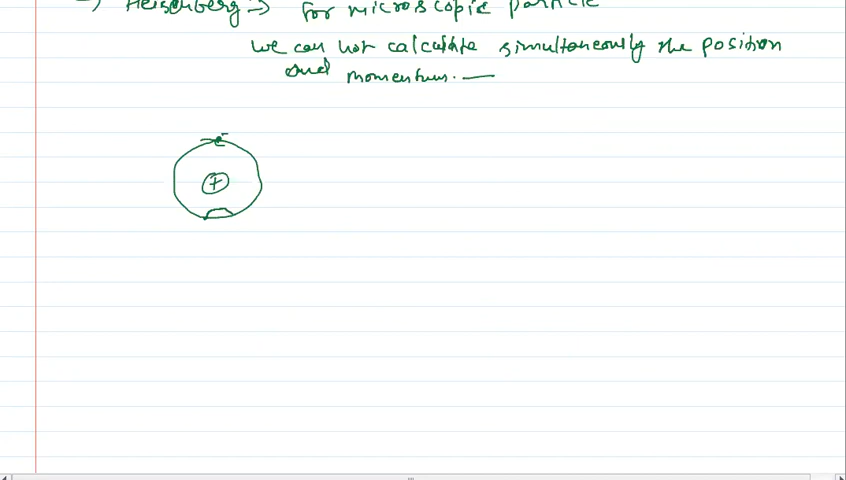 → Heisenberg ⇒ for microscopic particle
we can not calculate simultaneously the position
and momentum.
e⁻
+